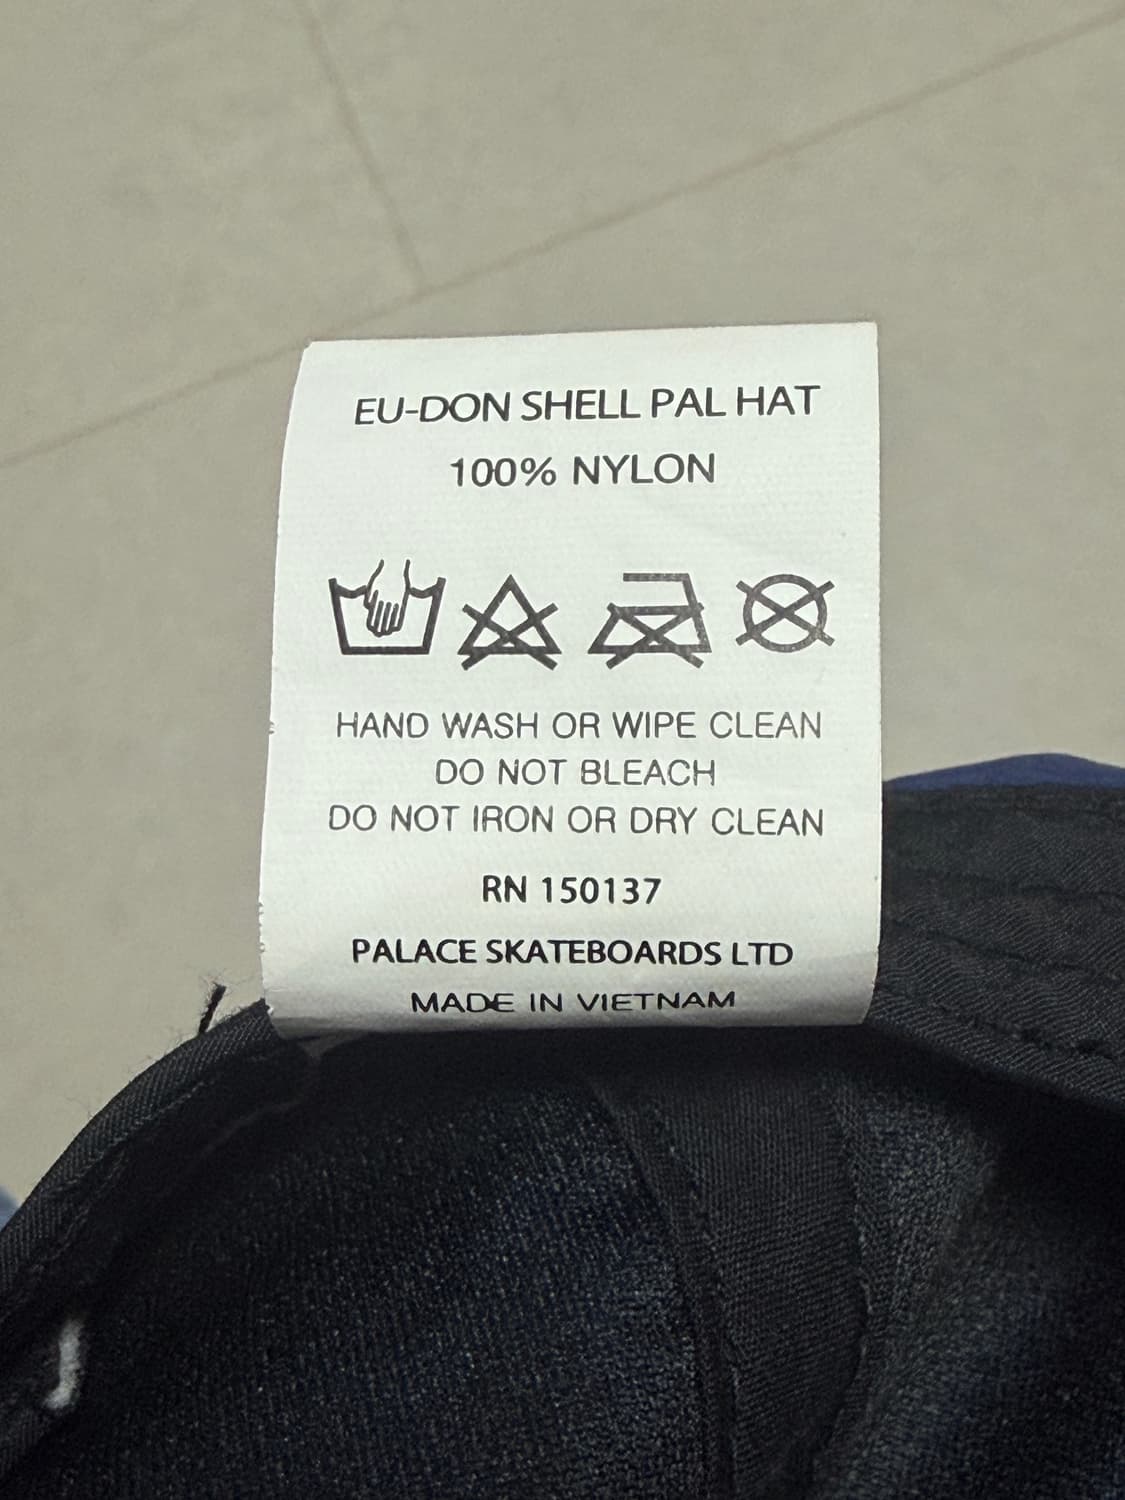 EU-DON SHELL PAL HAT
100% NYLON
HAND WASH OR WIPE CLEAN
DO NOT BLEACH
DO NOT IRON OR DRY CLEAN
RN 150137
PALACE SKATEBOARDS LTD
MADE IN VIETNAM